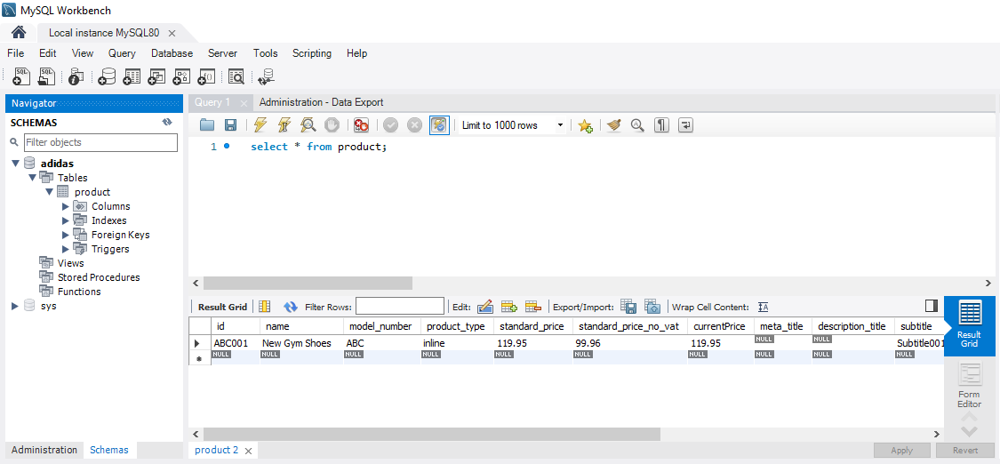 MySQL Workbench
Local instance MySQL80
File Edit View Query Database Server Tools Scripting Help
Navigator
SCHEMAS
Filter objects
adidas
Tables
product
Columns
Indexes
Foreign Keys
Triggers
Views
Stored Procedures
Functions
sys
Administration Schemas
Query 1 Administration - Data Export
Limit to 1000 rows
1 select * from product;
Result Grid Filter Rows: Edit: Export/Import: Wrap Cell Content:
id name model_number product_type standard_price standard_price_no_vat currentPrice meta_title description_title subtitle
ABC001 New Gym Shoes ABC inline 119.95 99.96 119.95 NULL NULL Subtitle001
NULL NULL NULL NULL NULL NULL NULL NULL NULL NULL
Result
Grid
Form
Editor
product 2 Apply Revert